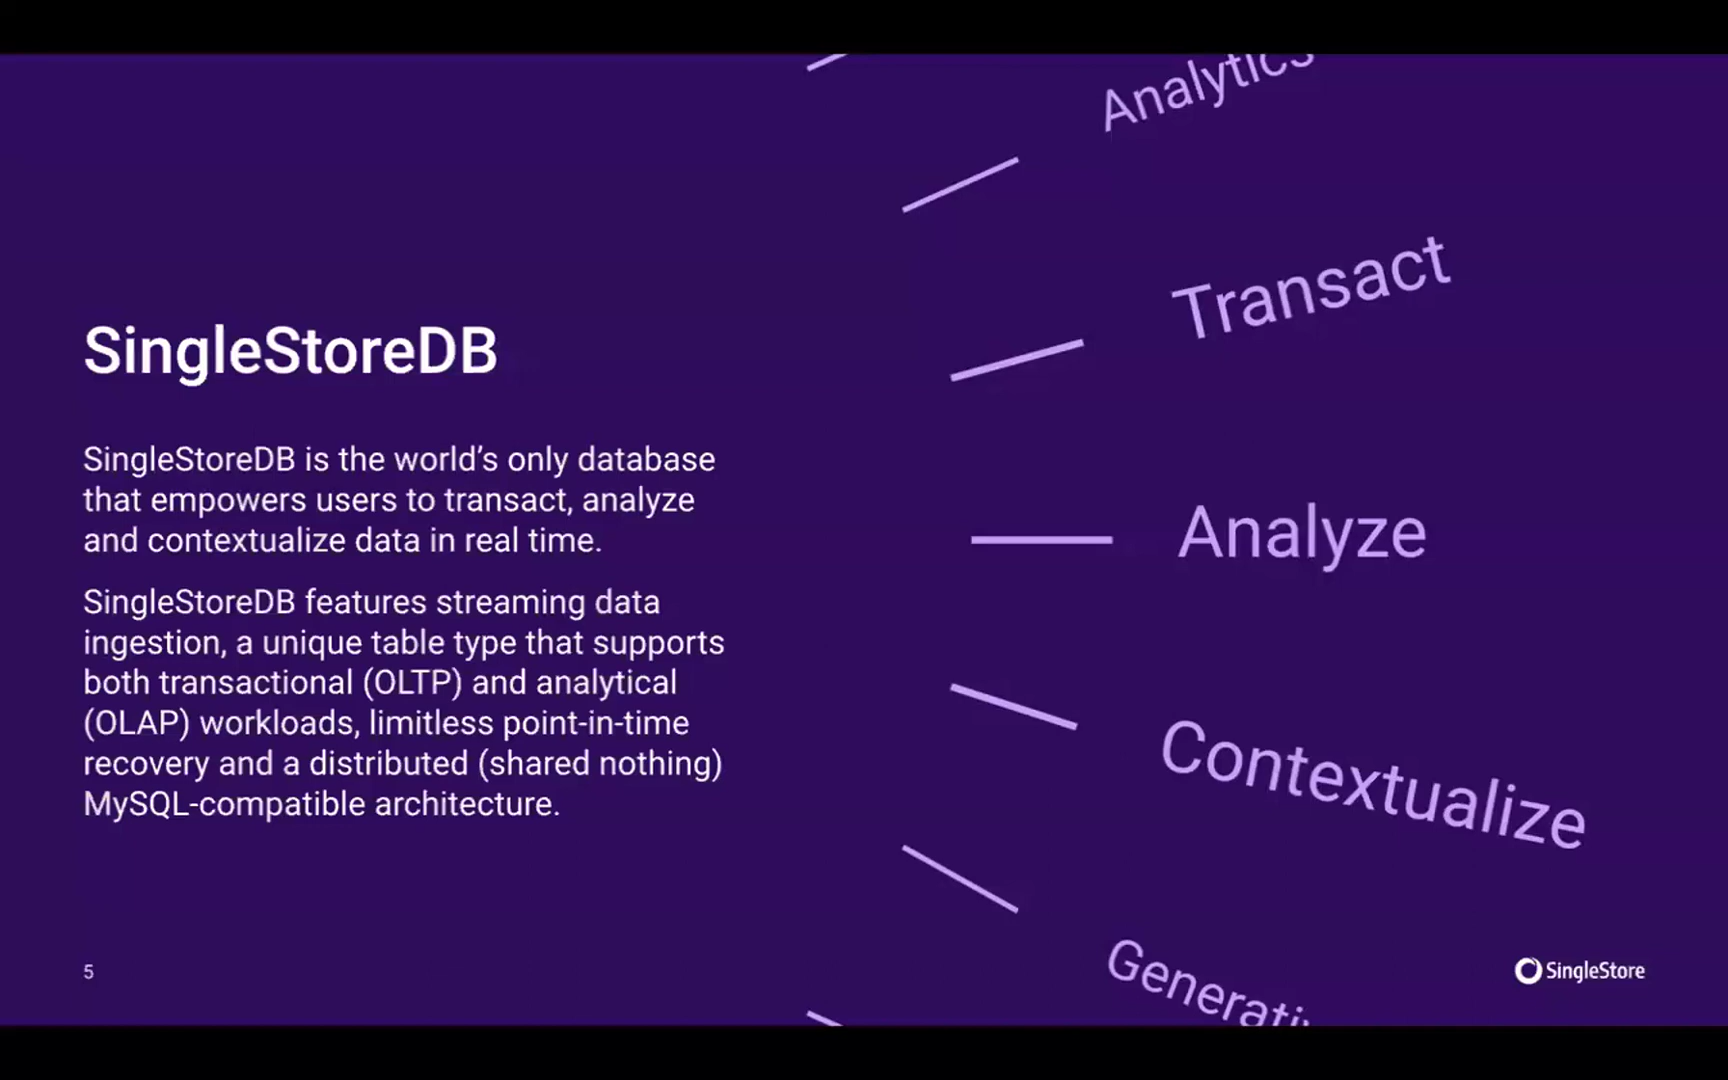 SingleStoreDB
SingleStoreDB is the world’s only database
that empowers users to transact, analyze
and contextualize data in real time.
SingleStoreDB features streaming data
ingestion, a unique table type that supports
both transactional (OLTP) and analytical
(OLAP) workloads, limitless point-in-time
recovery and a distributed (shared nothing)
MySQL-compatible architecture.
Analytics
Transact
Analyze
Contextualize
5
SingleStore